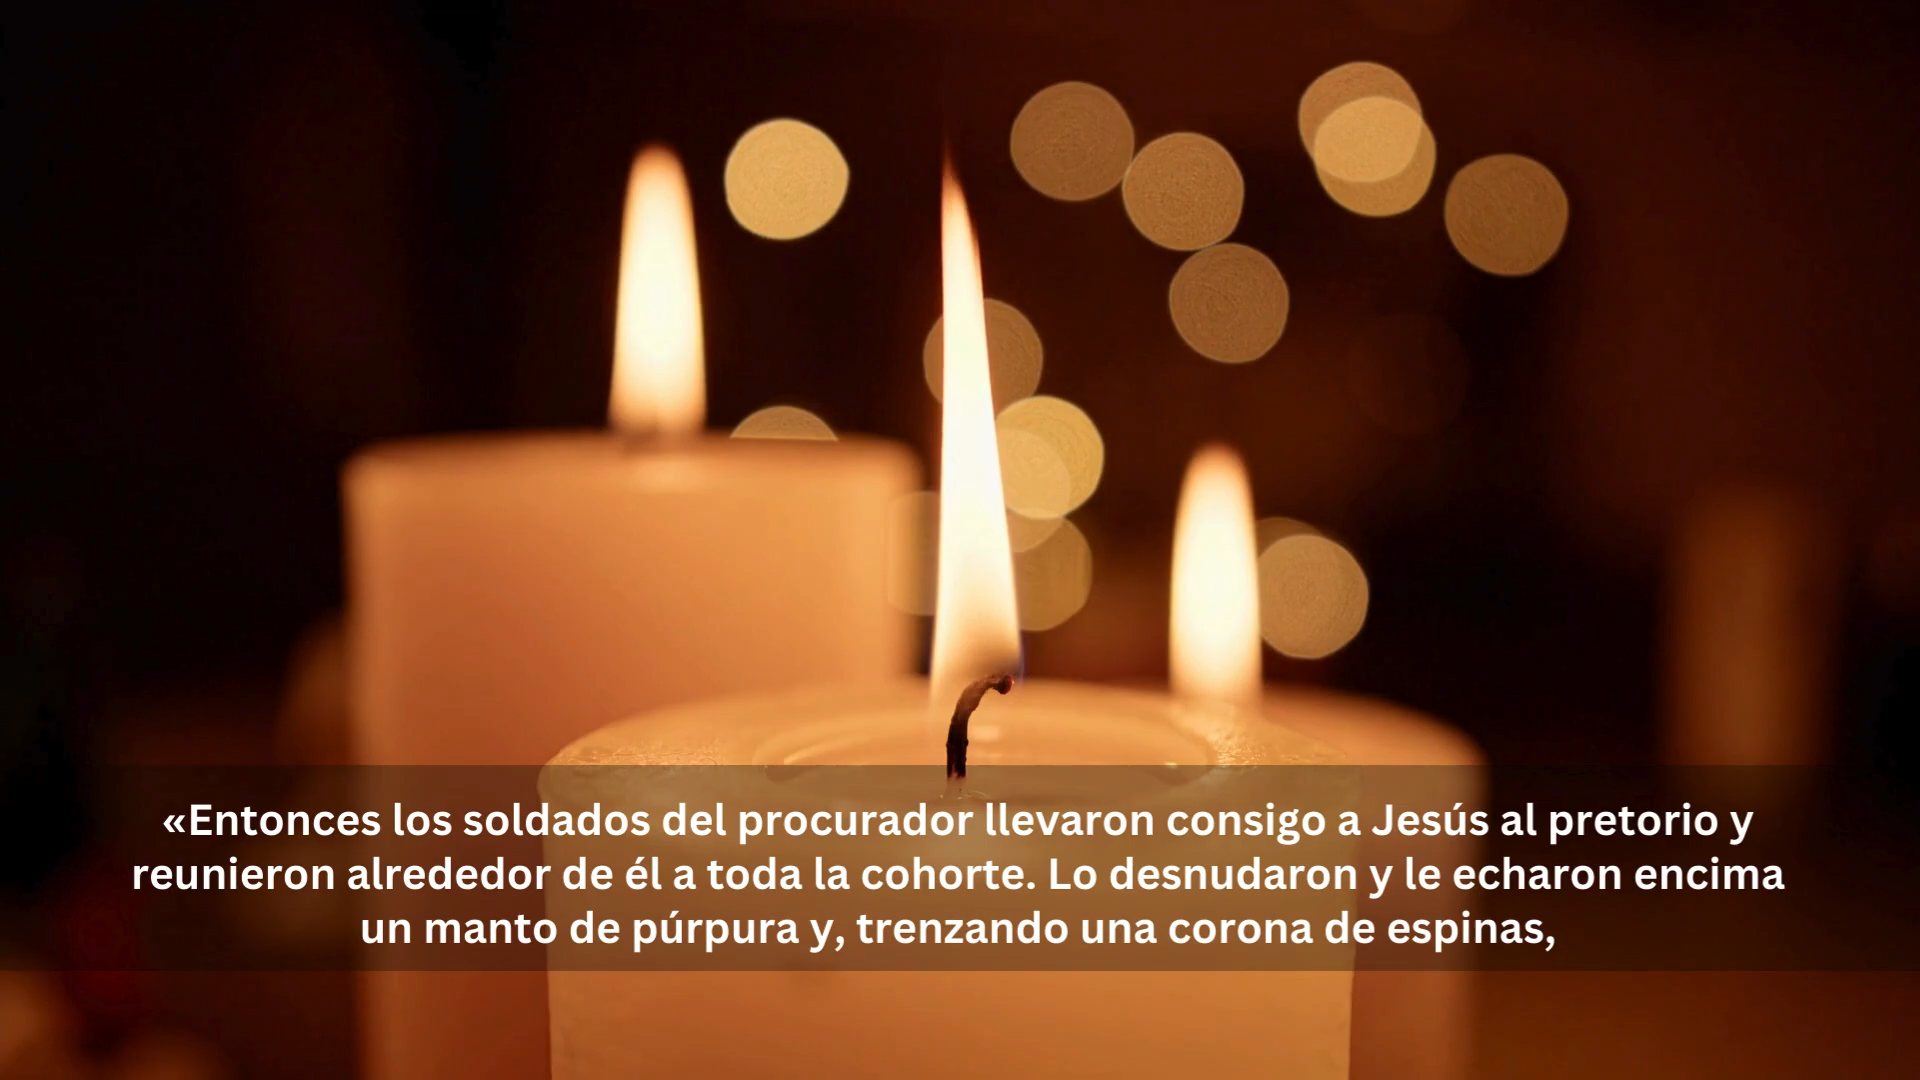 «Entonces los soldados del procurador llevaron consigo a Jesús al pretorio y
reunieron alrededor de él a toda la cohorte. Lo desnudaron y le echaron encima
un manto de púrpura y, trenzando una corona de espinas,